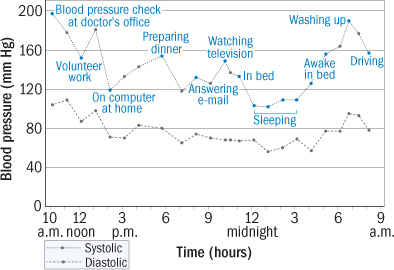 Blood pressure (mm Hg)
200
160
120
80
40
0
Blood pressure check
at doctor's office
Volunteer
work
On computer
at home
Preparing
dinner
Answering
e-mail
Watching
television
In bed
Sleeping
Awake
in bed
Washing up
Driving
10 12 3 6 9 12 3 6 9
a.m. noon p.m. midnight a.m.
Time (hours)
Systolic
Diastolic